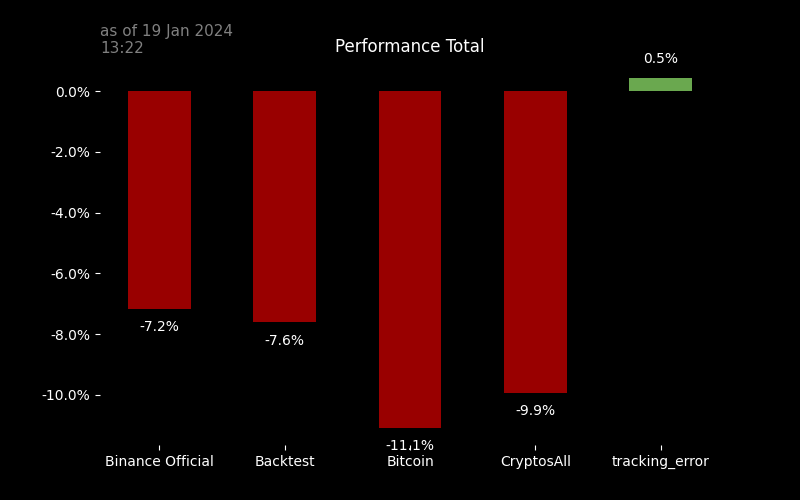 as of 19 Jan 2024
13:22
Performance Total
0.5%
0.0%
-2.0%
-4.0%
-6.0%
-8.0%
-10.0%
-7.2%
-7.6%
-11.1%
-9.9%
Binance Official
Backtest
Bitcoin
CryptosAll
tracking_error